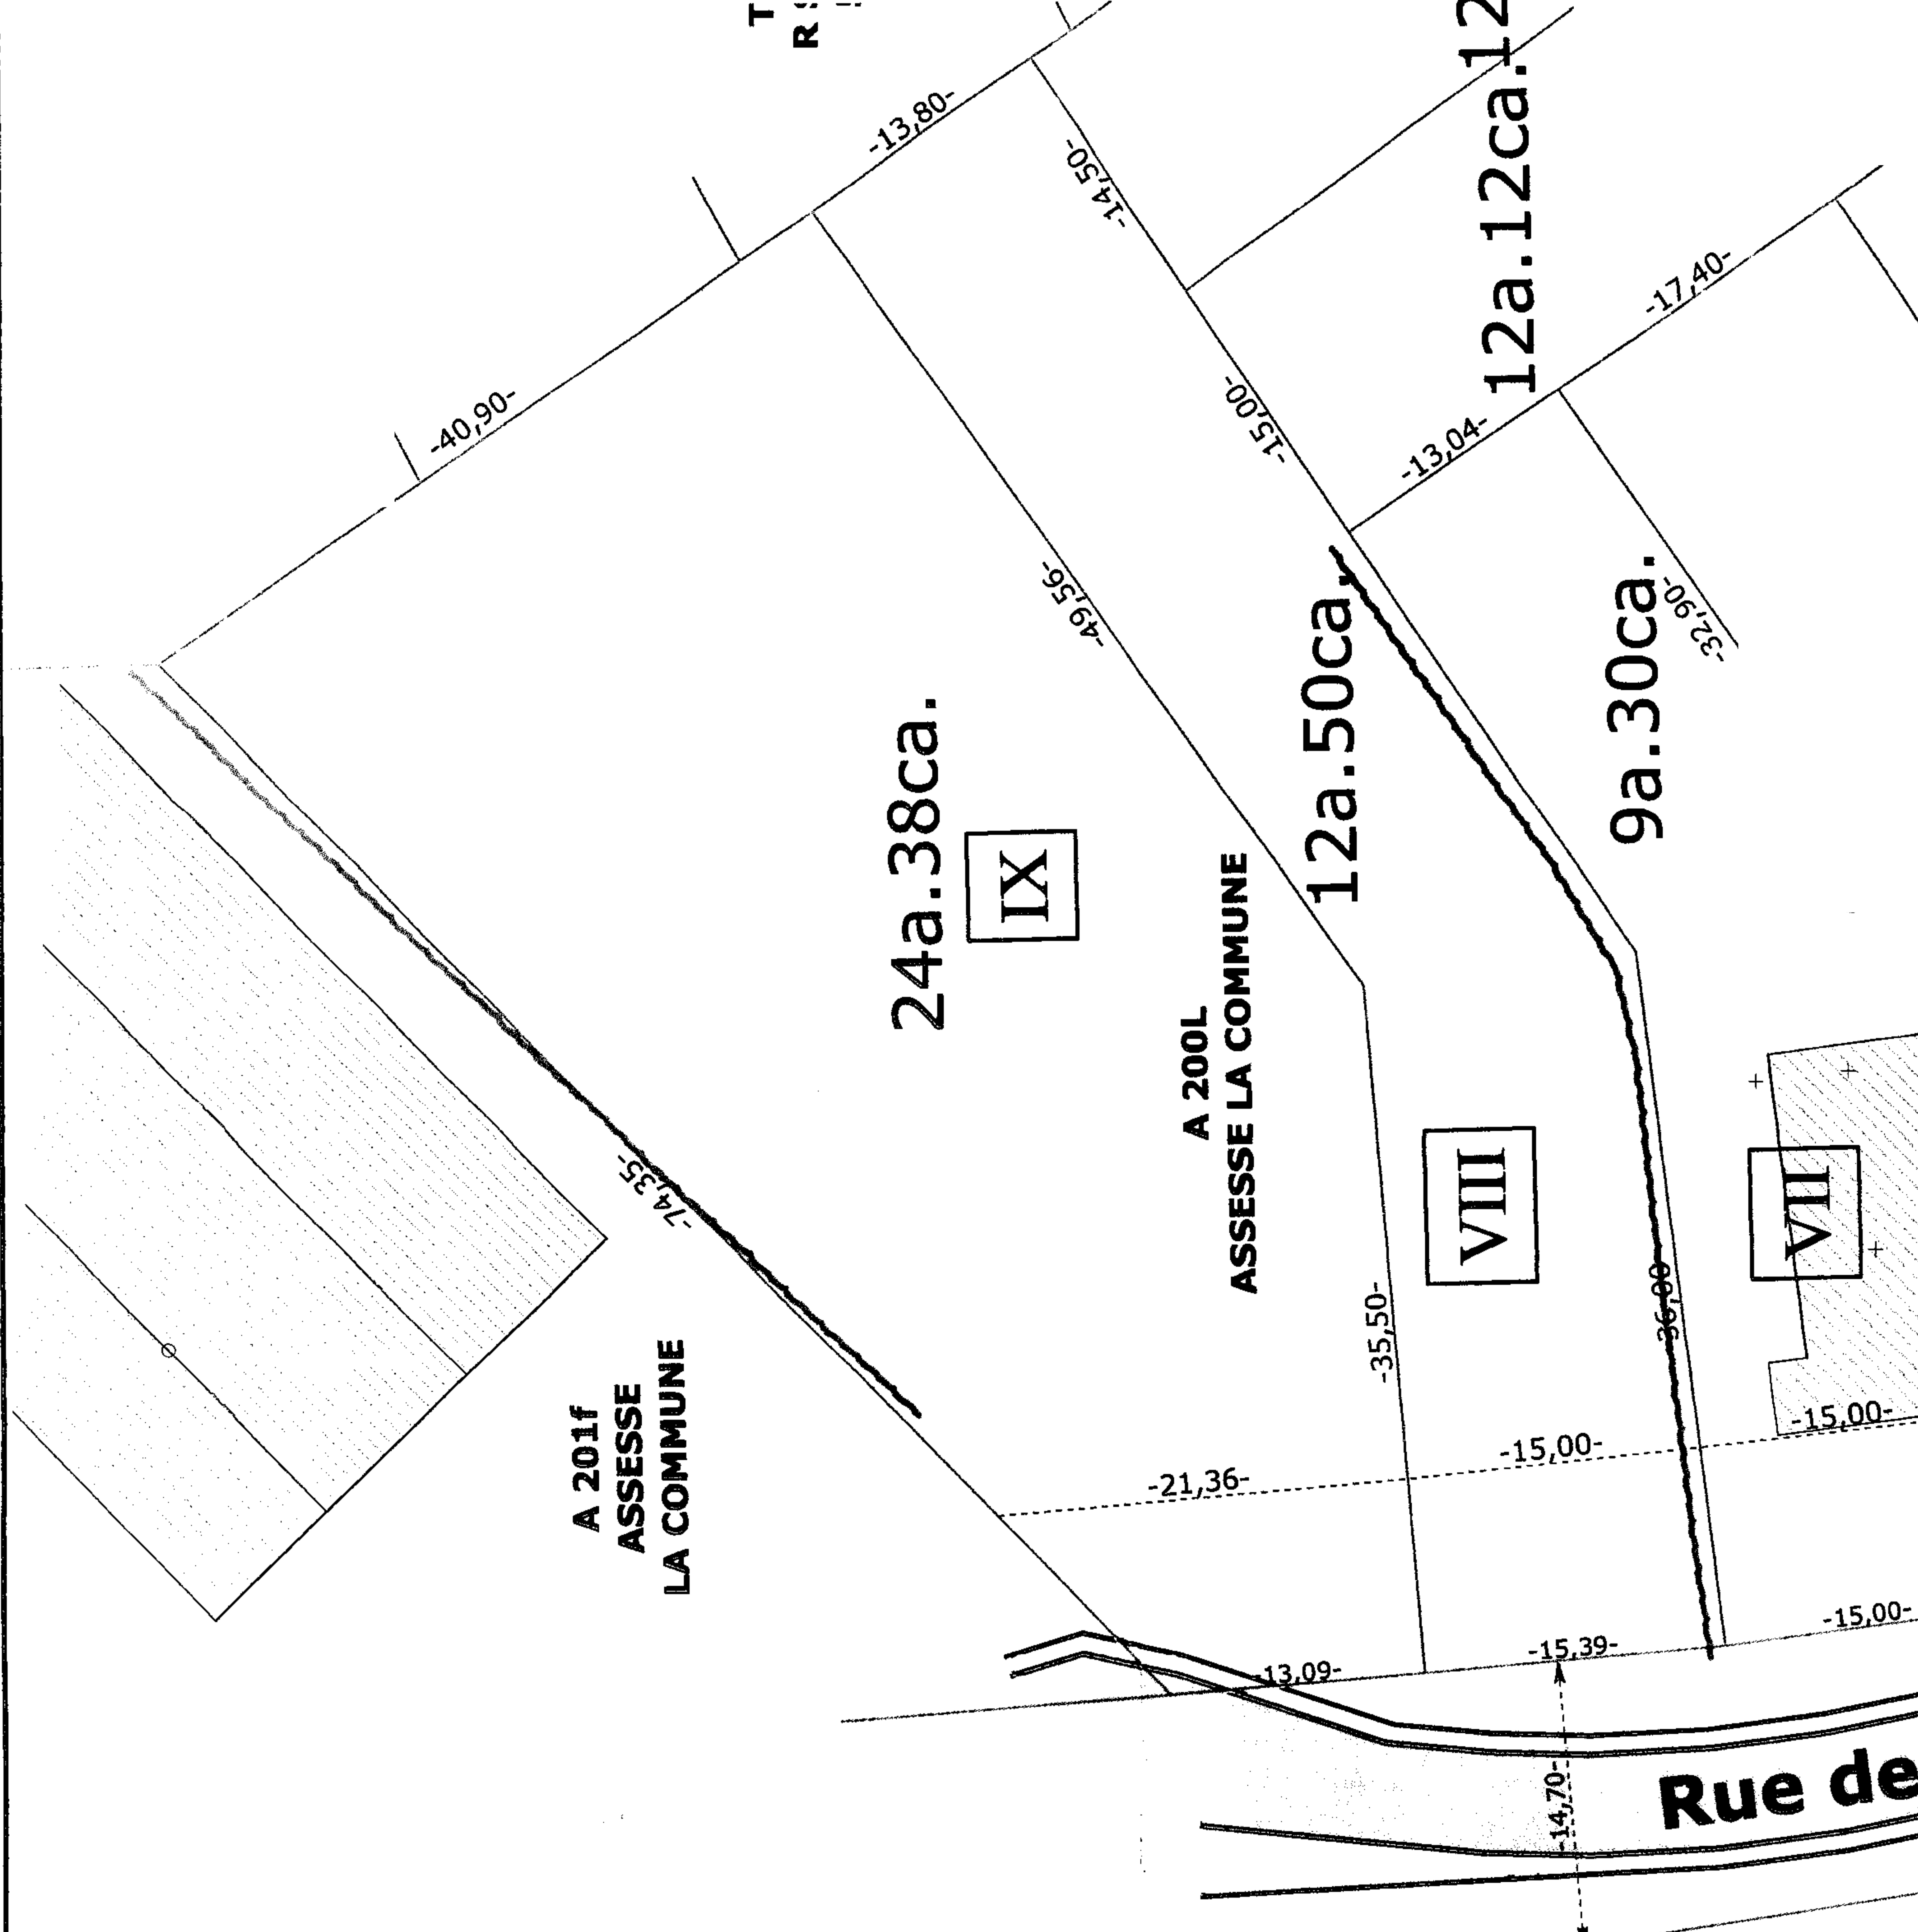 -13,80-
-14,50-
-40,90-
-15,00-
-49,56-
12a.12ca.
-17,40-
-13,04-
-32,90-
24a.38ca.
IX
12a.50ca.
9a.30ca.
A 200L
ASSESSE LA COMMUNE
VIII
VII
-74,35-
A 201f
ASSESSE
LA COMMUNE
-35,50-
36,00
-21,36-
-15,00-
-15,00-
-13,09-
-15,39-
-15,00-
-14,70-
Rue de